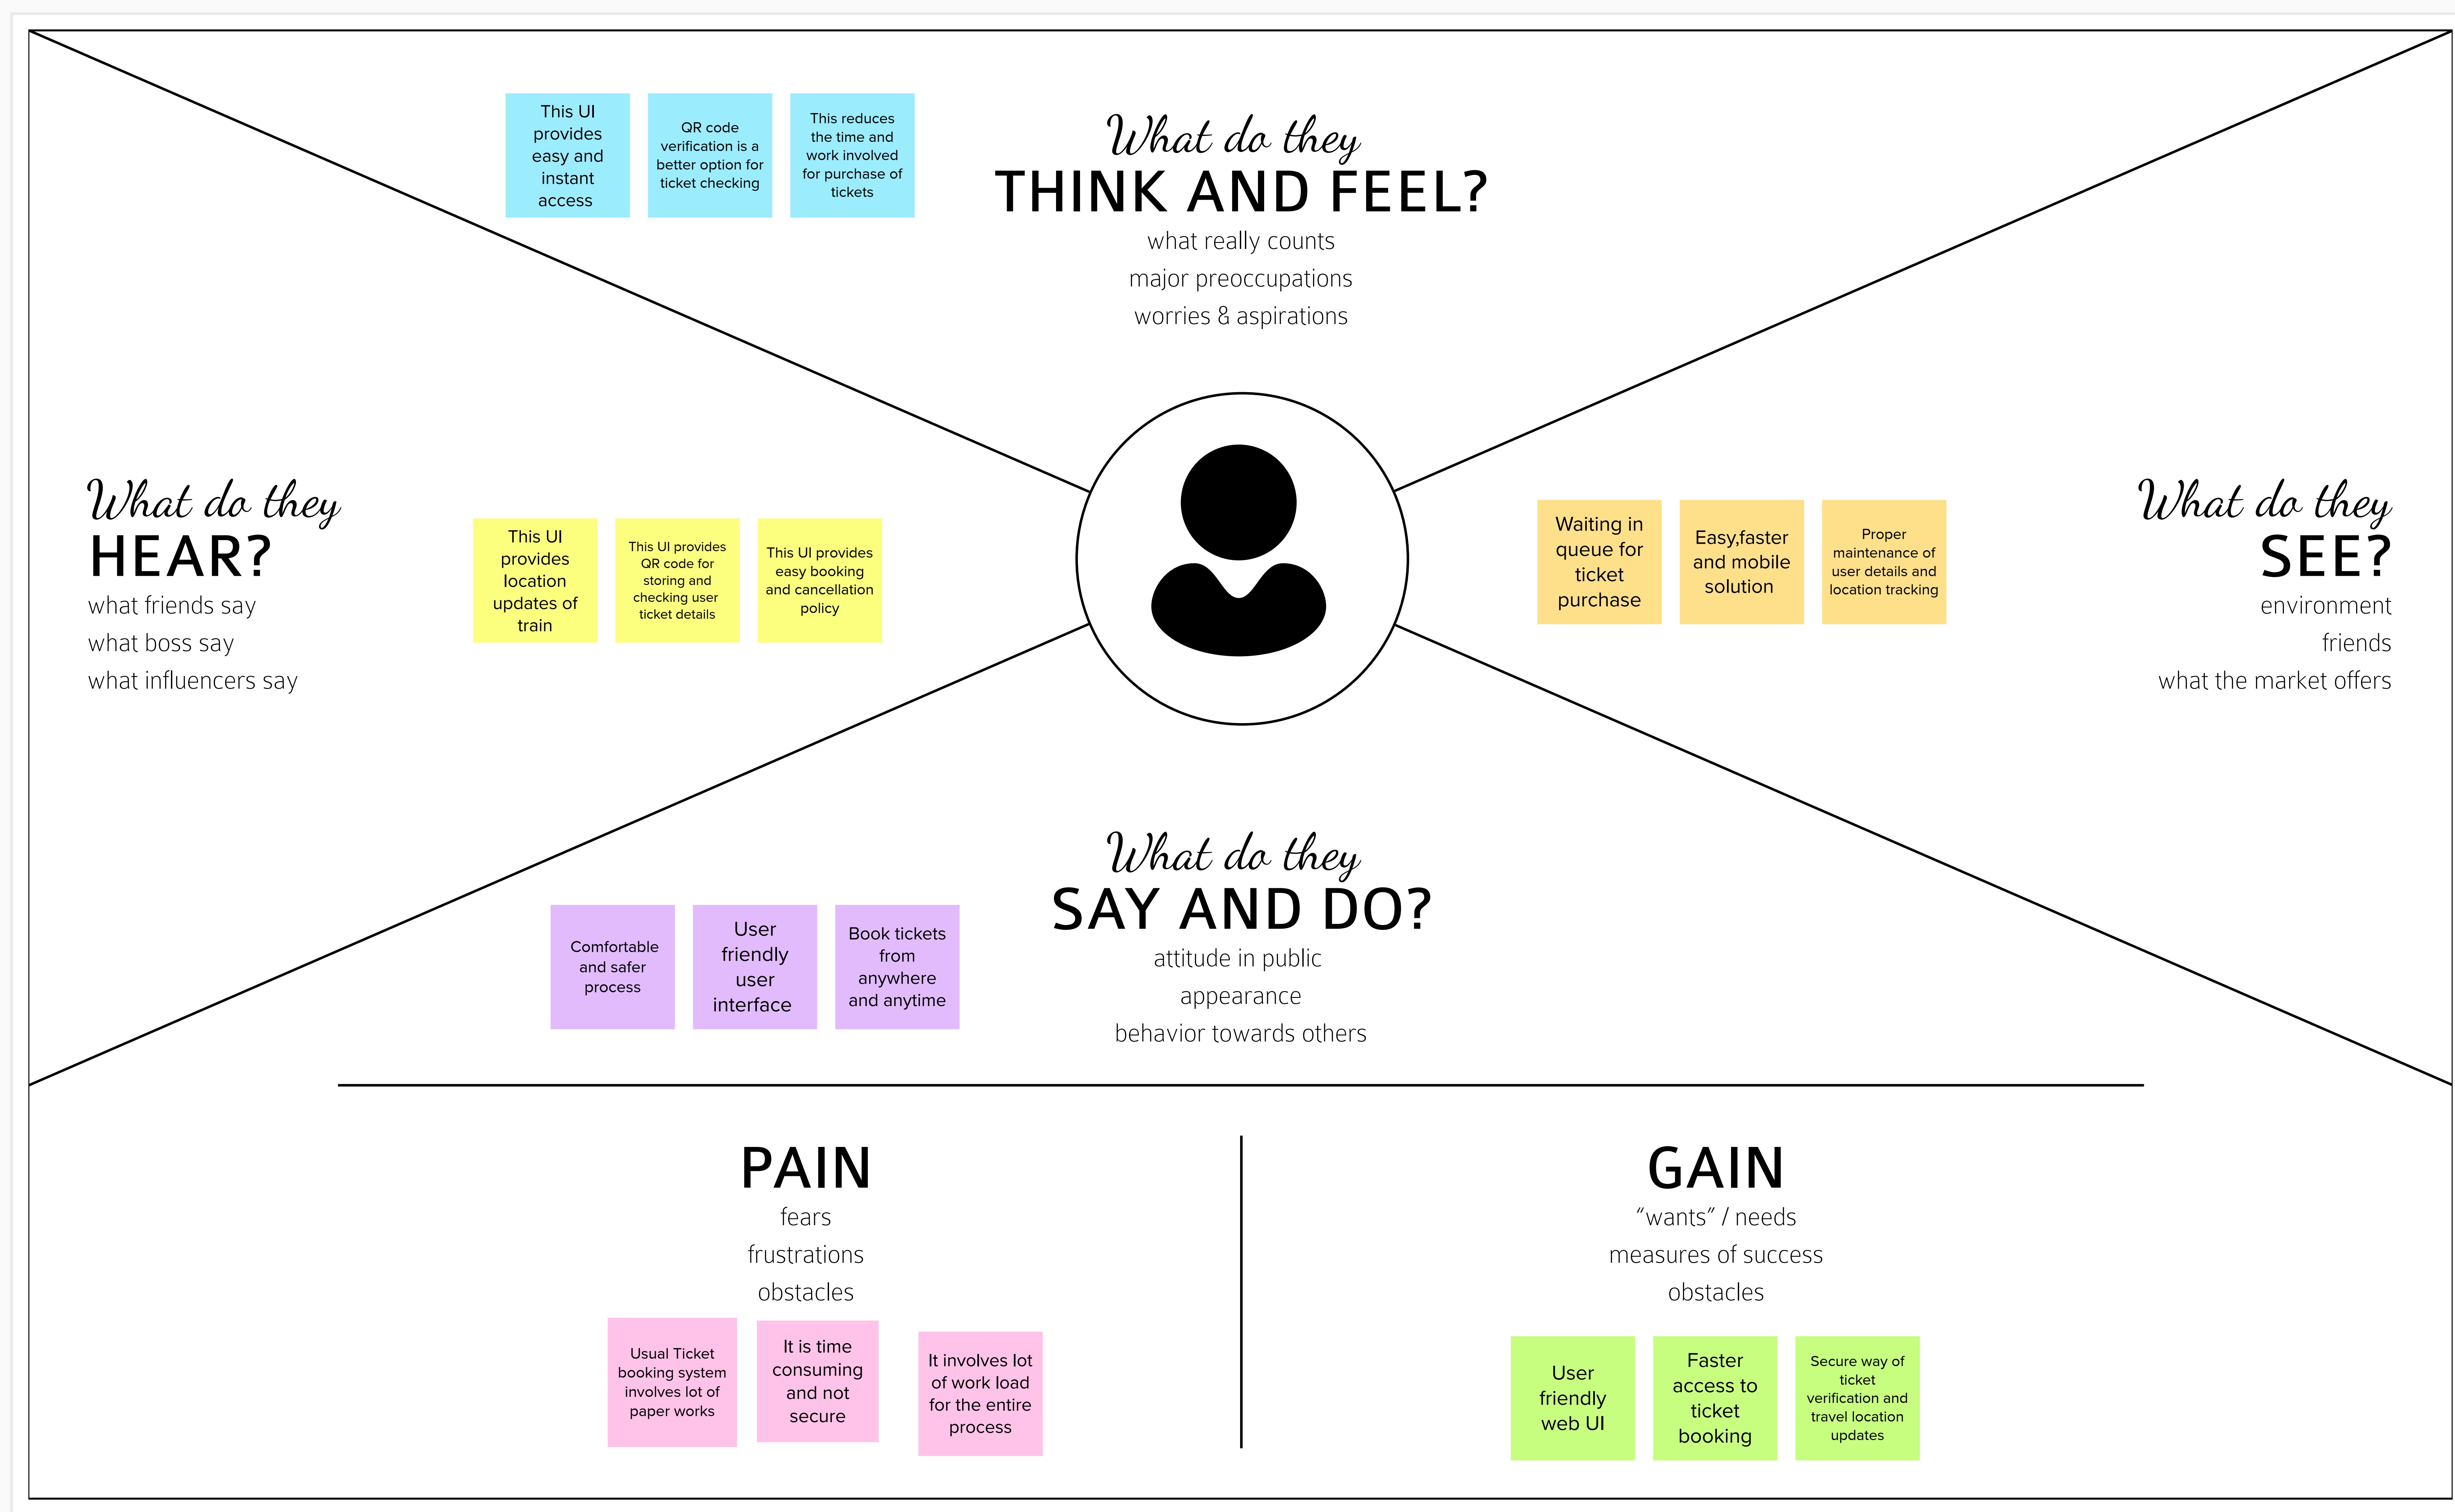 This UI
provides
easy and
instant
access
QR code
verification is a
better option for
ticket checking
This reduces
the time and
work involved
for purchase of
tickets
What do they
THINK AND FEEL?
what really counts
major preoccupations
worries & aspirations
What do they
HEAR?
what friends say
what boss say
what influencers say
This UI
provides
location
updates of
train
This UI provides
QR code for
storing and
checking user
ticket details
This UI provides
easy booking
and cancellation
policy
Waiting in
queue for
ticket
purchase
Easy,faster
and mobile
solution
Proper
maintenance of
user details and
location tracking
What do they
SEE?
environment
friends
what the market offers
What do they
SAY AND DO?
attitude in public
appearance
behavior towards others
Comfortable
and safer
process
User
friendly
user
interface
Book tickets
from
anywhere
and anytime
PAIN
fears
frustrations
obstacles
Usual Ticket
booking system
involves lot of
paper works
It is time
consuming
and not
secure
It involves lot
of work load
for the entire
process
GAIN
“wants” / needs
measures of success
obstacles
User
friendly
web UI
Faster
access to
ticket
booking
Secure way of
ticket
verification and
travel location
updates